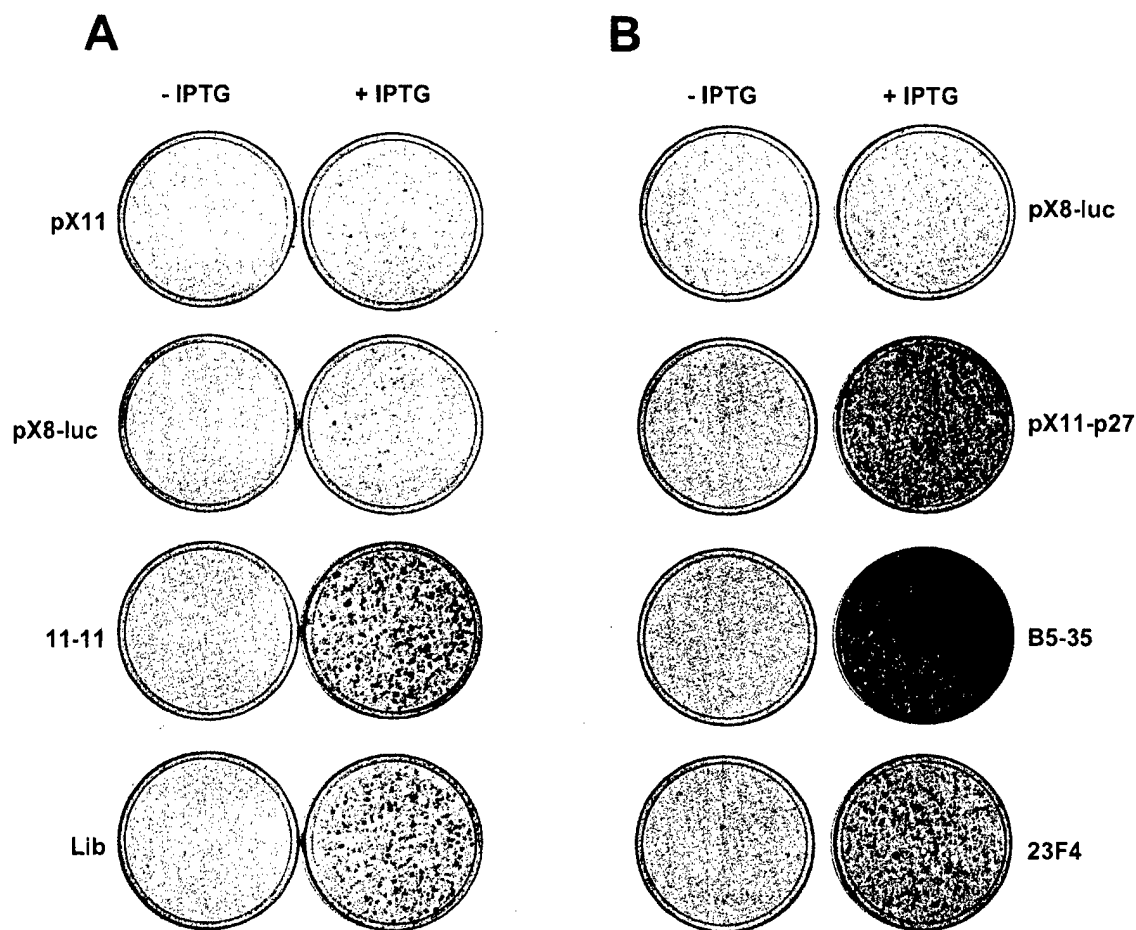 A
B
- IPTG + IPTG
- IPTG + IPTG
pX11
pX8-luc
pX8-luc
pX11-p27
11-11
B5-35
Lib
23F4